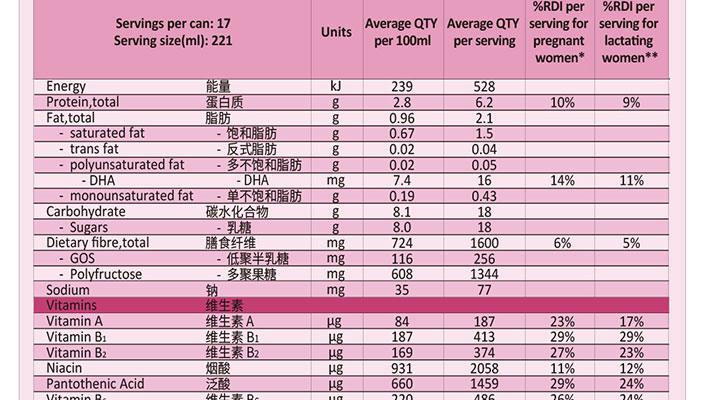 Servings per can: 17
Serving size(ml): 221
Units
Average QTY per 100ml
Average QTY per serving
%RDI per serving for pregnant women*
%RDI per serving for lactating women**
Energy 能量 kJ 239 528
Protein,total 蛋白质 g 2.8 6.2 10% 9%
Fat,total 脂肪 g 0.96 2.1
- saturated fat - 饱和脂肪 g 0.67 1.5
- trans fat - 反式脂肪 g 0.02 0.04
- polyunsaturated fat - 多不饱和脂肪 g 0.02 0.05
- DHA - DHA mg 7.4 16 14% 11%
- monounsaturated fat - 单不饱和脂肪 g 0.19 0.43
Carbohydrate 碳水化合物 g 8.1 18
- Sugars - 乳糖 g 8.0 18
Dietary fibre,total 膳食纤维 mg 724 1600 6% 5%
- GOS - 低聚半乳糖 mg 116 256
- Polyfructose - 多聚果糖 mg 608 1344
Sodium 钠 mg 35 77
Vitamins 维生素
Vitamin A 维生素 A µg 84 187 23% 17%
Vitamin B₁ 维生素 B₁ µg 187 413 29% 29%
Vitamin B₂ 维生素 B₂ µg 169 374 27% 23%
Niacin 烟酸 µg 931 2058 11% 12%
Pantothenic Acid 泛酸 µg 660 1459 29% 24%
Vitamin B₆ 维生素 B₆ µg 220 486 26% 24%